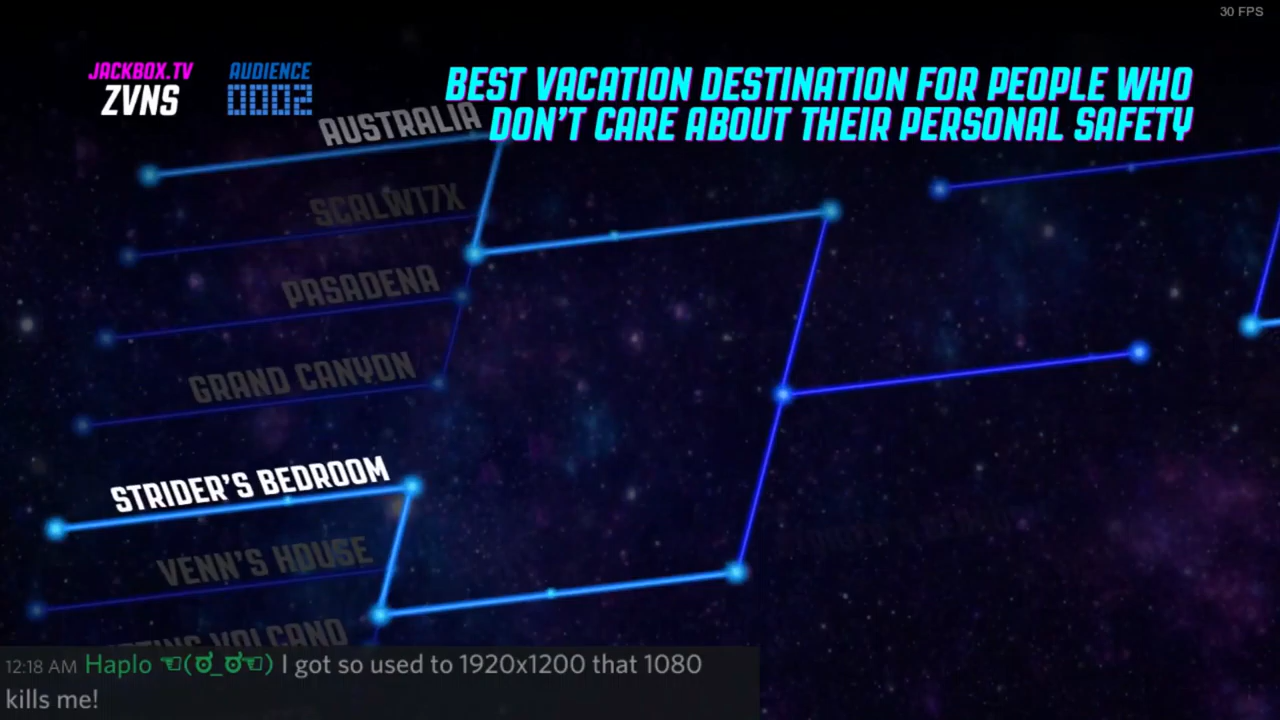 30 FPS
JACKBOX.TV
ZVNS
AUDIENCE
0002
BEST VACATION DESTINATION FOR PEOPLE WHO
DON'T CARE ABOUT THEIR PERSONAL SAFETY
AUSTRALIA
SCALW17X
PASADENA
GRAND CANYON
STRIDER'S BEDROOM
VENN'S HOUSE
VOLCANO
12:18 AM Haplo ☜(ಠ_ಠ☜) I got so used to 1920x1200 that 1080
kills me!